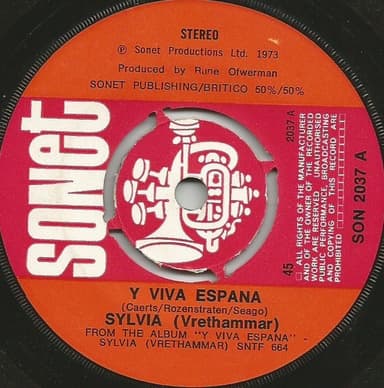 STEREO
℗ Sonet Productions Ltd. 1973
Produced by Rune Ofwerman
SONET PUBLISHING/BRITICO 50%/50%
sonet
2037 A
45
□ ALL RIGHTS OF THE MANUFACTURER
AND OF THE OWNER OF THE RECORDED
WORK ARE RESERVED UNAUTHORISED
PUBLIC PERFORMANCE, BROADCASTING
AND COPYING OF THIS RECORD ARE
PROHIBITED □
SON 2037 A
Y VIVA ESPANA
(Caerts/Rozenstraten/Seago)
SYLVIA (Vrethammar)
FROM THE ALBUM "Y VIVA ESPANA"
SYLVIA (VRETHAMMAR) SNTF 664